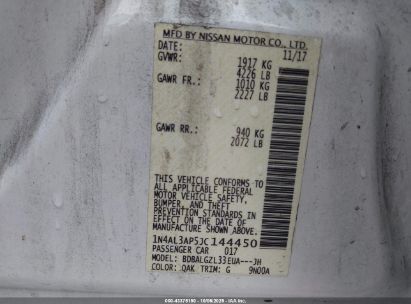 MFD BY NISSAN MOTOR CO., LTD.
DATE: 11/17
GVWR: 1917 KG
4226 LB
GAWR FR.: 1010 KG
2227 LB
GAWR RR.: 940 KG
2072 LB
THIS VEHICLE CONFORMS TO
ALL APPLICABLE FEDERAL
MOTOR VEHICLE SAFETY,
BUMPER, AND THEFT
PREVENTION STANDARDS IN
EFFECT ON THE DATE OF
MANUFACTURE SHOWN ABOVE.
1N4AL3AP5JC144450
PASSENGER CAR 017
MODEL: BDBALGZL33EUA---JH
COLOR: QAK TRIM: G 9N00A